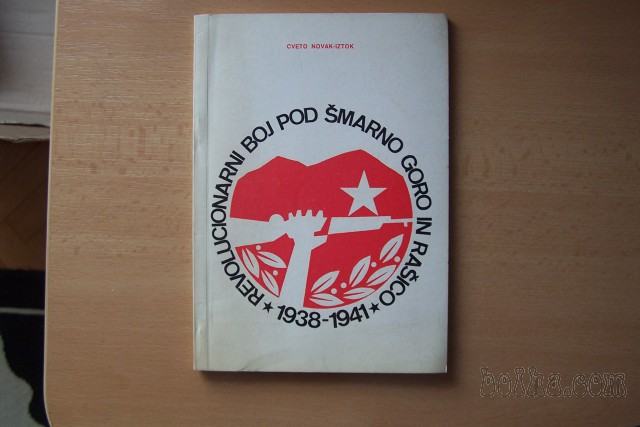 CVETO NOVAK-IZTOK
REVOLUCIONARNI BOJ POD ŠMARNO GORO IN RAŠICO
1938-1941
bolha.com